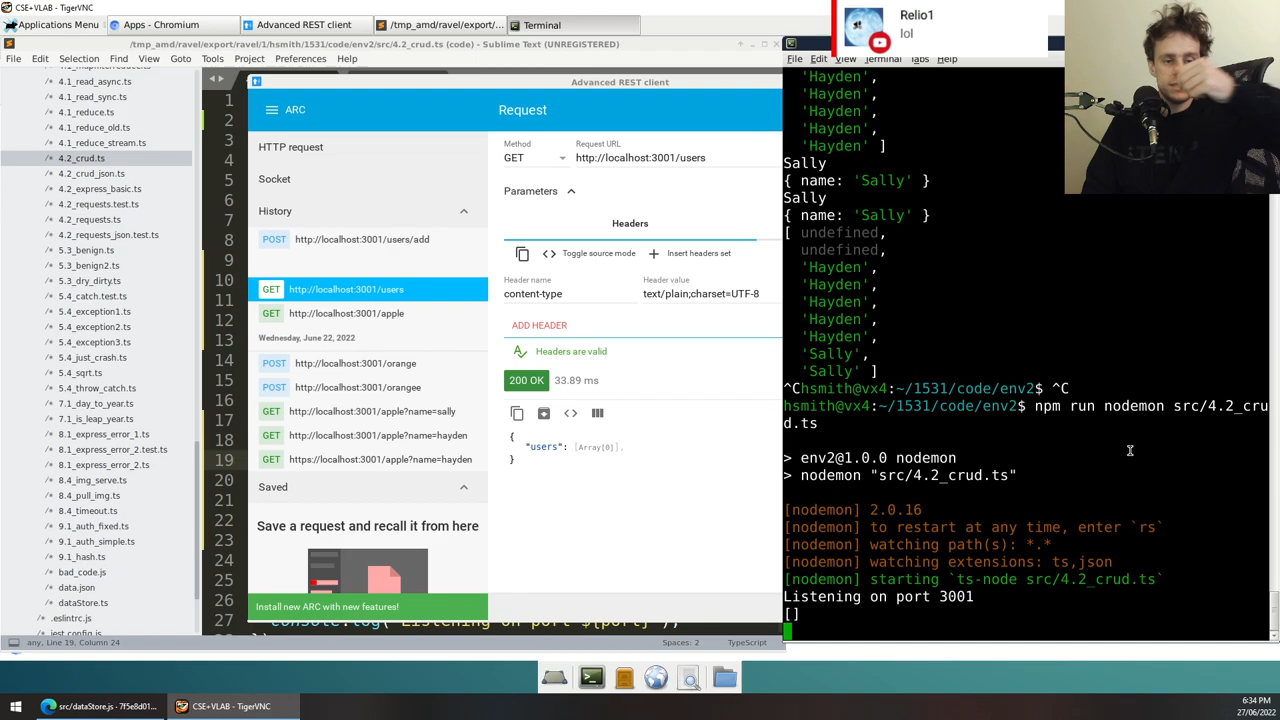 CSE+VLAB - TigerVNC
Applications Menu
Apps - Chromium
Advanced REST client
/tmp_amd/ravel/export/...
Terminal
Relio1
lol
/tmp_amd/ravel/export/ravel/1/hsmith/1531/code/env2/src/4.2_crud.ts (code) - Sublime Text (UNREGISTERED)
File Edit Selection Find View Goto Tools Project Preferences Help
4.1_read_async.ts
4.1_read_sync.ts
4.1_reduce.ts
4.1_reduce_old.ts
4.1_reduce_stream.ts
4.2_crud.ts
4.2_crud_json.ts
4.2_express_basic.ts
4.2_requests.test.ts
4.2_requests.ts
4.2_requests_json.test.ts
5.3_benign.ts
5.3_benign2.ts
5.3_dry_dirty.ts
5.4_catch.test.ts
5.4_exception1.ts
5.4_exception2.ts
5.4_exception3.ts
5.4_just_crash.ts
5.4_sqrt.ts
5.4_throw_catch.ts
7.1_day_to_year.ts
7.1_is_leap_year.ts
8.1_express_error_1.ts
8.1_express_error_2.test.ts
8.1_express_error_2.ts
8.4_img_serve.ts
8.4_pull_img.ts
8.4_timeout.ts
9.1_auth_fixed.ts
9.1_auth_simple.ts
9.1_hash.ts
bad_code.js
data.json
dataStore.ts
.eslintrc.js
jest.config.js
1
2
3
4
5
6
7
8
9
10
11
12
13
14
15
16
17
18
19
20
21
22
23
24
25
26
27
28
console.log(`Listening on port ${port}`);
Advanced REST client
ARC
Request
HTTP request
Socket
History
POST http://localhost:3001/users/add
GET http://localhost:3001/users
GET http://localhost:3001/apple
Wednesday, June 22, 2022
POST http://localhost:3001/orange
POST http://localhost:3001/orangee
GET http://localhost:3001/apple?name=sally
GET http://localhost:3001/apple?name=hayden
GET https://localhost:3001/apple?name=hayden
Saved
Save a request and recall it from here
Install new ARC with new features!
Method
GET
Request URL
http://localhost:3001/users
Parameters
Headers
Toggle source mode
Insert headers set
Header name
content-type
Header value
text/plain;charset=UTF-8
ADD HEADER
Headers are valid
200 OK 33.89 ms
{
"users": [Array[0]],
}
any, Line 19, Column 24
Spaces: 2
TypeScript
File Edit View Terminal Tabs Help
'Hayden',
'Hayden',
'Hayden',
'Hayden',
'Hayden' ]
Sally
{ name: 'Sally' }
Sally
{ name: 'Sally' }
[ undefined,
undefined,
'Hayden',
'Hayden',
'Hayden',
'Hayden',
'Hayden',
'Sally',
'Sally' ]
^Chsmith@vx4:~/1531/code/env2$ ^C
hsmith@vx4:~/1531/code/env2$ npm run nodemon src/4.2_cru
d.ts
> env2@1.0.0 nodemon
> nodemon "src/4.2_crud.ts"
[nodemon] 2.0.16
[nodemon] to restart at any time, enter `rs`
[nodemon] watching path(s): *.*
[nodemon] watching extensions: ts,json
[nodemon] starting `ts-node src/4.2_crud.ts`
Listening on port 3001
[]
src/dataStore.js · 7f5e8d01...
CSE+VLAB - TigerVNC
6:34 PM
27/06/2022